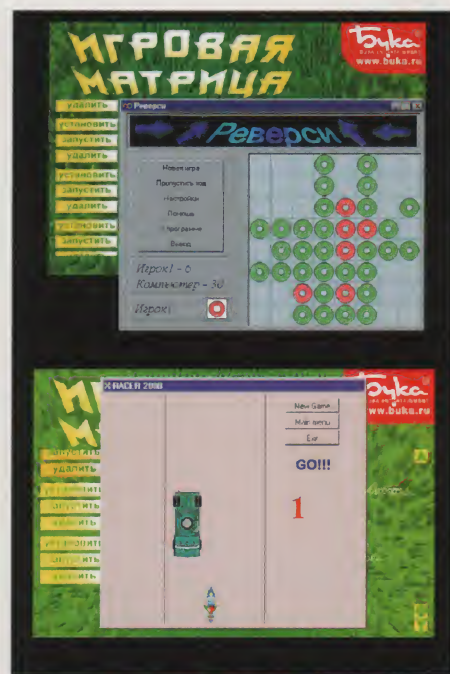 ИГРОВАЯ
МАТРИЦА
Бука
www.buka.ru
удалить
установить
запустить
удалить
установить
запустить
удалить
установить
запустить
Реверси
Реверси
Новая игра
Пропустить ход
Настройки
Помощь
О программе
Выход
Игрок1 - 6
Компьютер - 30
Игрок1
ИГ
М
Бука
ww.buka.ru
запустить
удалить
установить
запустить
удалить
установить
запустить
удалить
X RACER 2000
New Game
Main menu
Exit
GO!!!
1